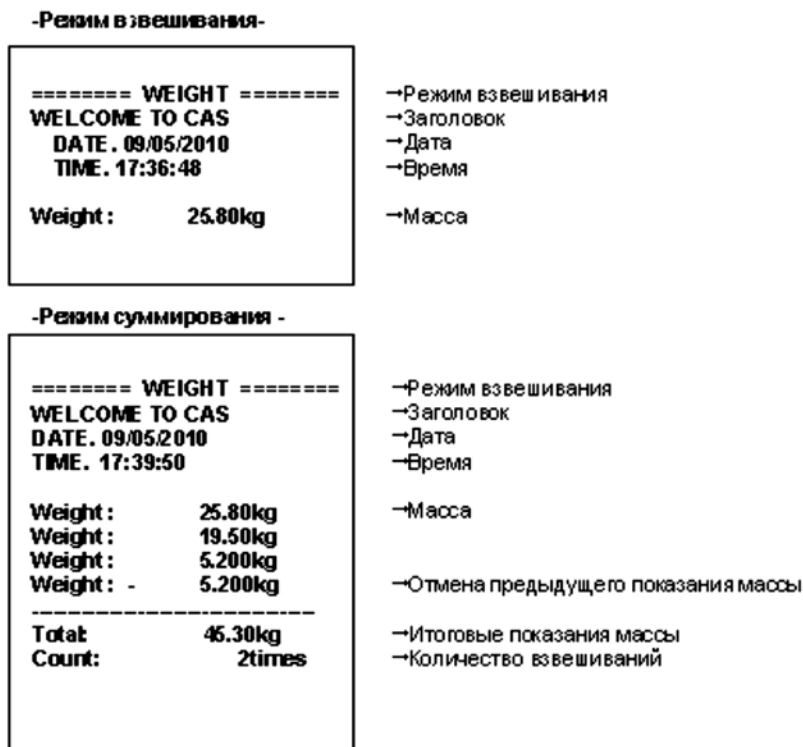 -Режим взвешивания-
======== WEIGHT ======== →Режим взвешивания
WELCOME TO CAS →Заголовок
DATE. 09/05/2010 →Дата
TIME. 17:36:48 →Время
Weight: 25.80kg →Масса
-Режим суммирования -
======== WEIGHT ======== →Режим взвешивания
WELCOME TO CAS →Заголовок
DATE. 09/05/2010 →Дата
TIME. 17:39:50 →Время
Weight: 25.80kg →Масса
Weight: 19.50kg
Weight: 5.200kg
Weight: - 5.200kg →Отмена предыдущего показания массы
------------------------
Total: 45.30kg →Итоговые показания массы
Count: 2times →Количество взвешиваний